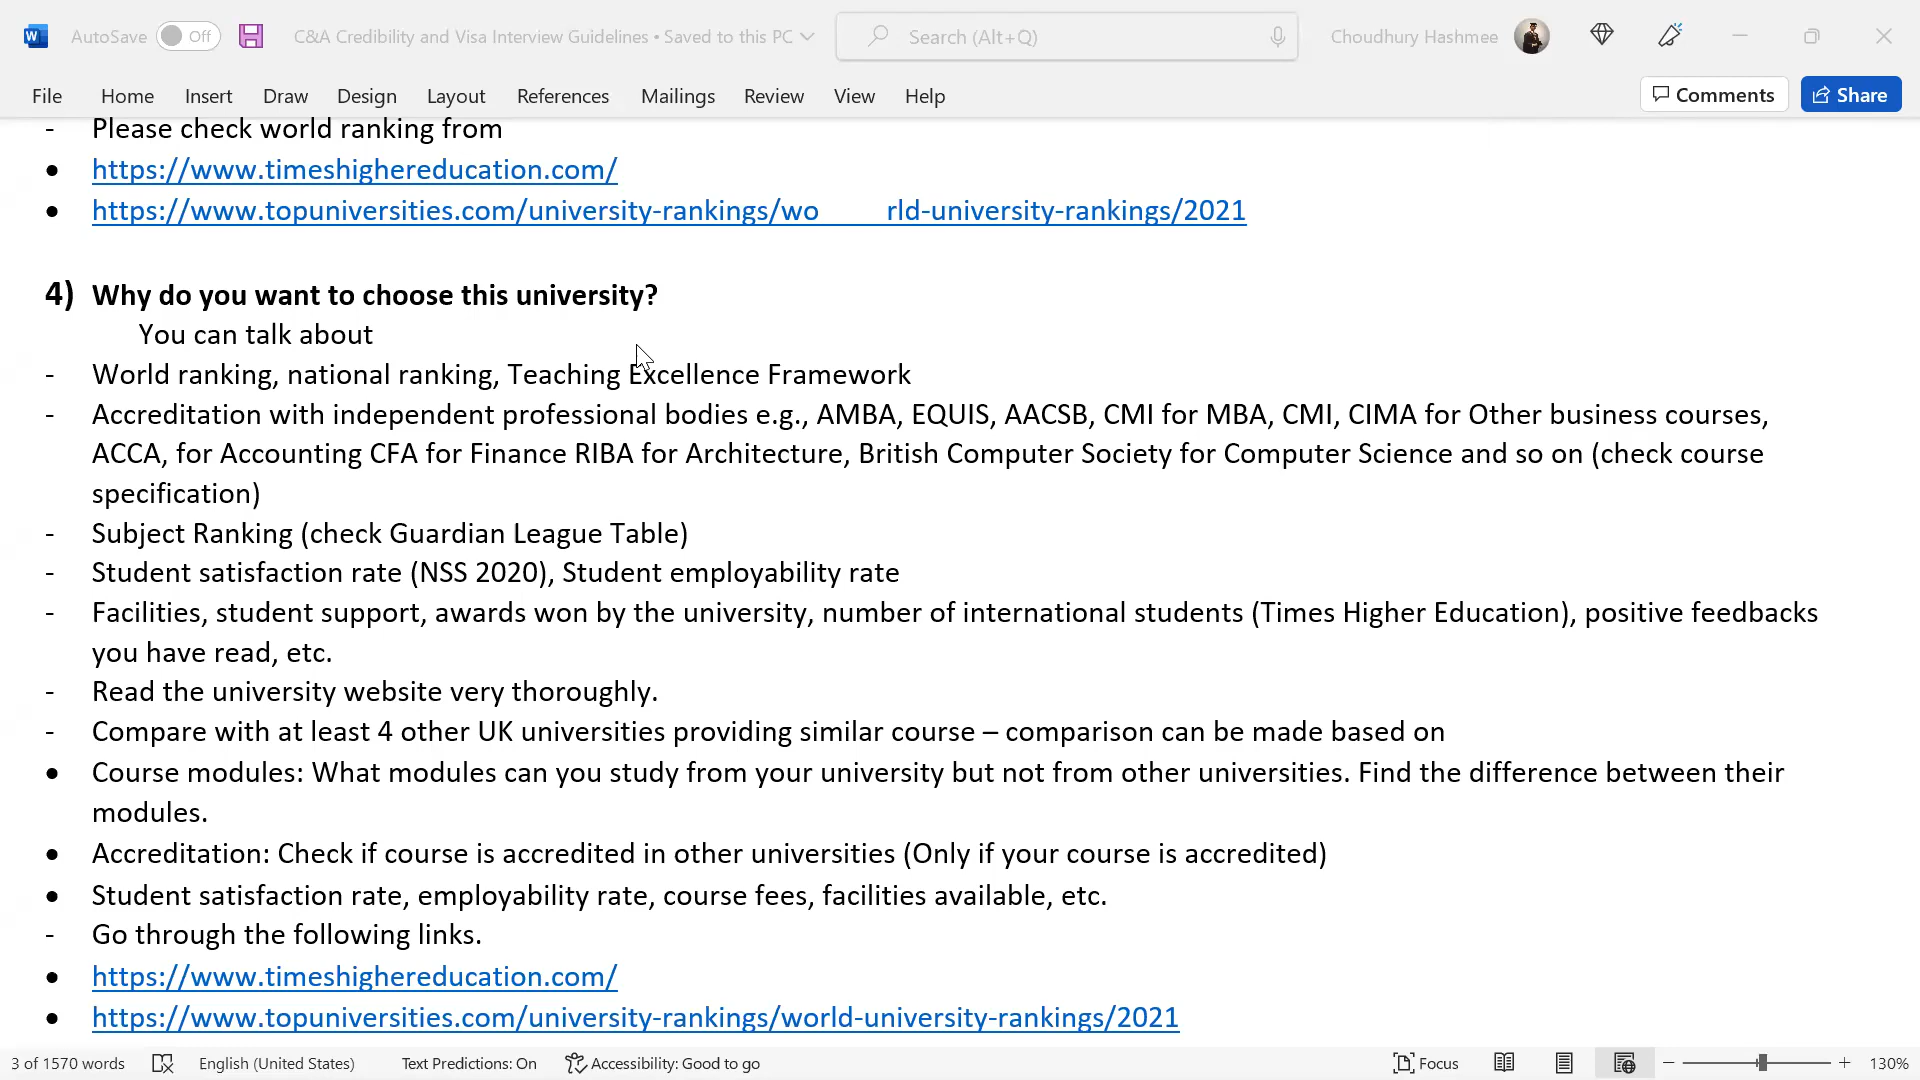 AutoSave Off C&A Credibility and Visa Interview Guidelines • Saved to this PC Search (Alt+Q) Choudhury Hashmee
File Home Insert Draw Design Layout References Mailings Review View Help Comments Share
- Please check world ranking from
• https://www.timeshighereducation.com/
• https://www.topuniversities.com/university-rankings/wo rld-university-rankings/2021
4) Why do you want to choose this university?
You can talk about
- World ranking, national ranking, Teaching Excellence Framework
- Accreditation with independent professional bodies e.g., AMBA, EQUIS, AACSB, CMI for MBA, CMI, CIMA for Other business courses,
ACCA, for Accounting CFA for Finance RIBA for Architecture, British Computer Society for Computer Science and so on (check course
specification)
- Subject Ranking (check Guardian League Table)
- Student satisfaction rate (NSS 2020), Student employability rate
- Facilities, student support, awards won by the university, number of international students (Times Higher Education), positive feedbacks
you have read, etc.
- Read the university website very thoroughly.
- Compare with at least 4 other UK universities providing similar course – comparison can be made based on
• Course modules: What modules can you study from your university but not from other universities. Find the difference between their
modules.
• Accreditation: Check if course is accredited in other universities (Only if your course is accredited)
• Student satisfaction rate, employability rate, course fees, facilities available, etc.
- Go through the following links.
• https://www.timeshighereducation.com/
• https://www.topuniversities.com/university-rankings/world-university-rankings/2021
3 of 1570 words English (United States) Text Predictions: On Accessibility: Good to go Focus 130%